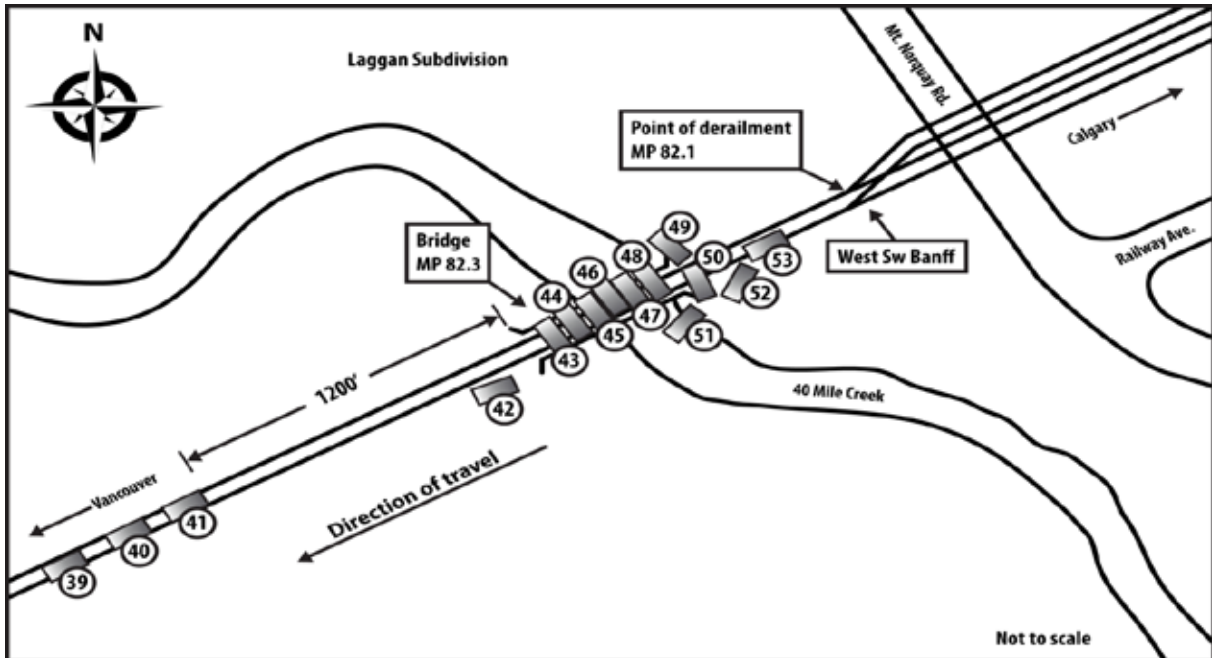 N
Laggan Subdivision
Mt. Norquay Rd.
Calgary
Point of derailment
MP 82.1
Railway Ave.
West Sw Banff
Bridge
MP 82.3
49
48
50
53
46
52
44
47
51
45
43
42
1200'
40 Mile Creek
Direction of travel
Vancouver
41
40
39
Not to scale